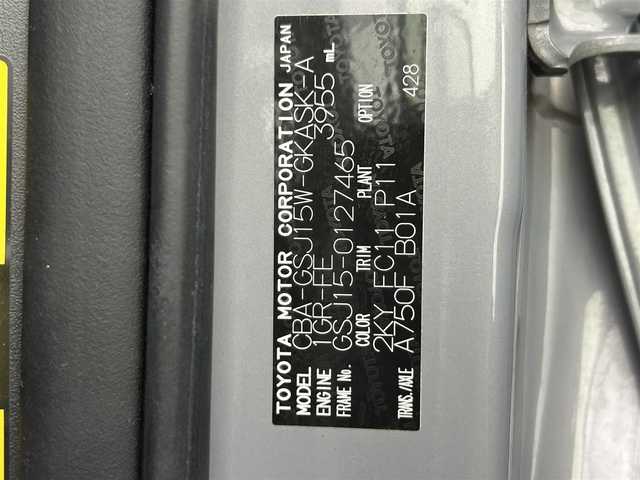 TOYOTA MOTOR CORPORATION JAPAN
MODEL CBA-GSJ15W-GKASK-A
ENGINE 1GR-FE 3955 mL
FRAME No. GSJ15-0127465
COLOR TRIM PLANT OPTION
2KY FC11 P11 428
TRANS./AXLE A750F B01A